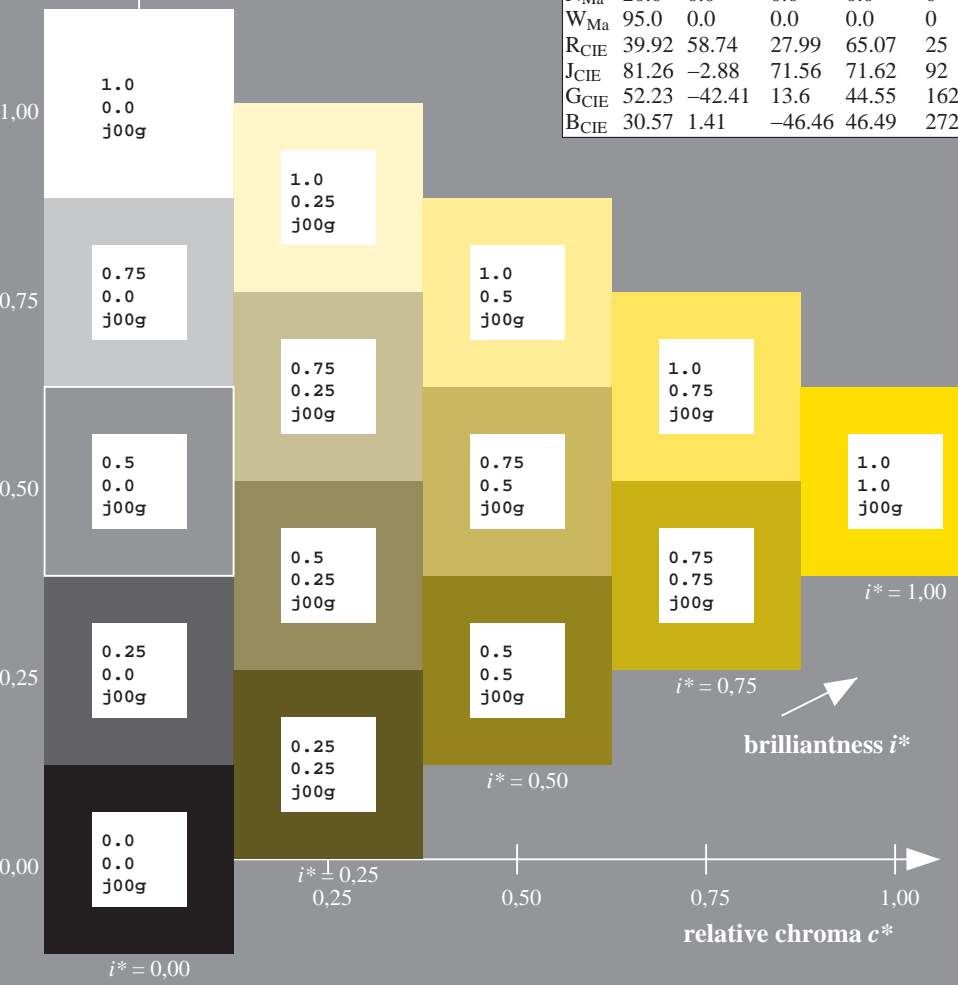 W_Ma 95.0 0.0 0.0 0.0 0
R_CIE 39.92 58.74 27.99 65.07 25
J_CIE 81.26 –2.88 71.56 71.62 92
G_CIE 52.23 –42.41 13.6 44.55 162
B_CIE 30.57 1.41 –46.46 46.49 272
1.0
0.0
j00g
1,00
1.0
0.25
j00g
0.75
0.0
j00g
1.0
0.5
j00g
0,75
0.75
0.25
j00g
1.0
0.75
j00g
0.5
0.0
j00g
0.75
0.5
j00g
1.0
1.0
j00g
0,50
0.5
0.25
j00g
0.75
0.75
j00g
i* = 1,00
0.25
0.0
j00g
0.5
0.5
j00g
0,25
i* = 0,75
brilliantness i*
0.25
0.25
j00g
i* = 0,50
0.0
0.0
j00g
0,00
i* = 0,25
0,25 0,50 0,75 1,00
relative chroma c*
i* = 0,00